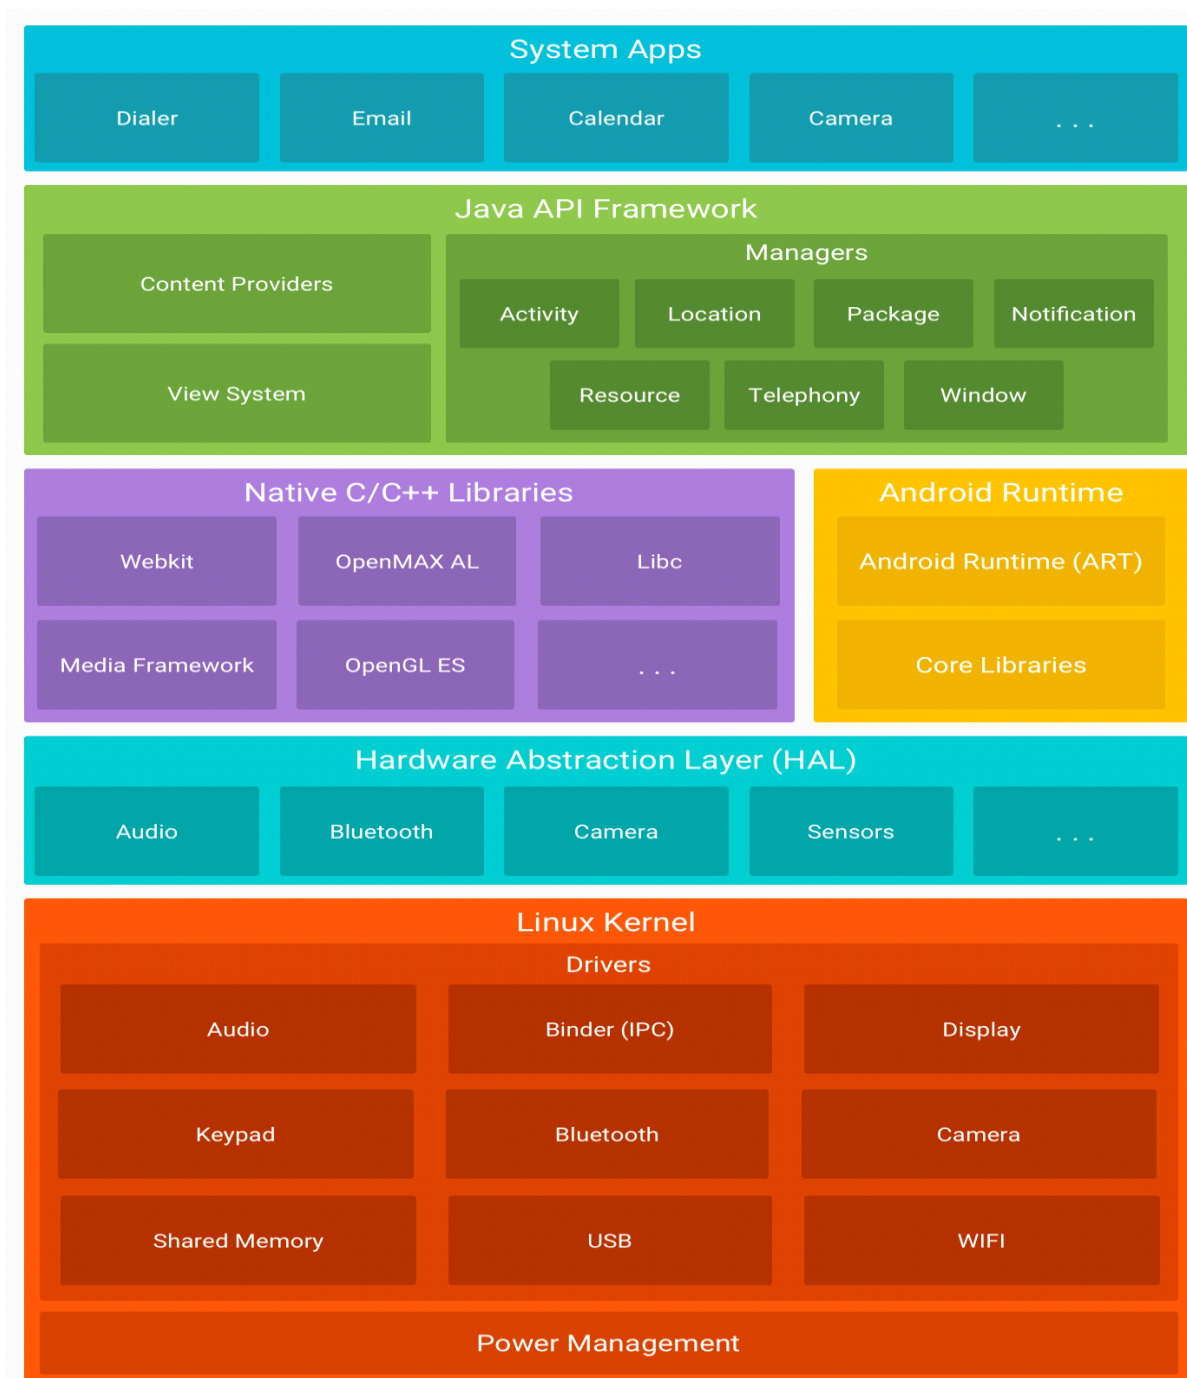 System Apps
Dialer Email Calendar Camera . . .
Java API Framework
Content Providers
View System
Managers
Activity Location Package Notification
Resource Telephony Window
Native C/C++ Libraries
Webkit OpenMAX AL Libc
Media Framework OpenGL ES . . .
Android Runtime
Android Runtime (ART)
Core Libraries
Hardware Abstraction Layer (HAL)
Audio Bluetooth Camera Sensors . . .
Linux Kernel
Drivers
Audio Binder (IPC) Display
Keypad Bluetooth Camera
Shared Memory USB WIFI
Power Management